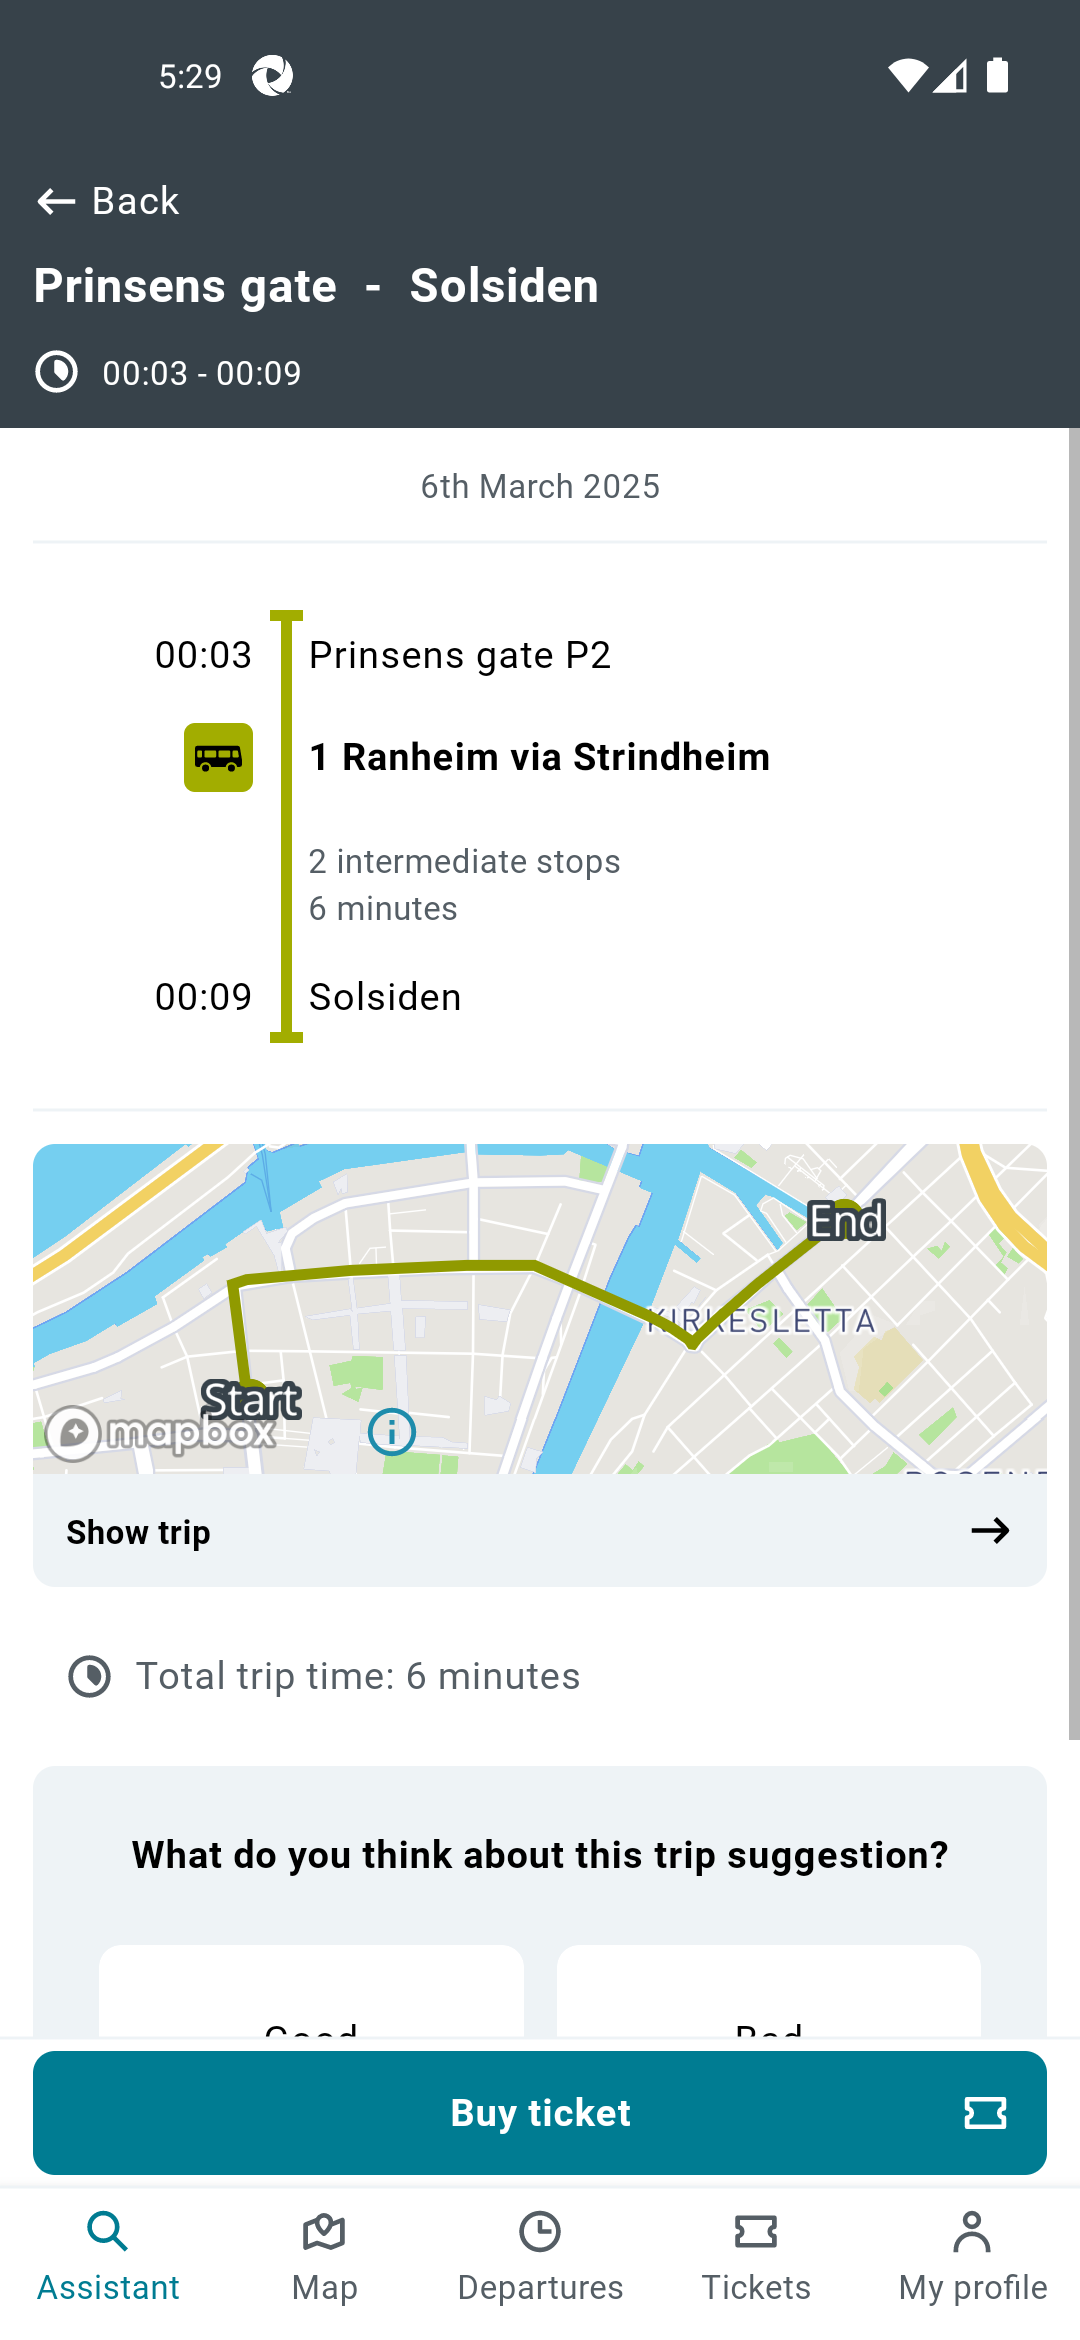 5:29
Back
Prinsens gate - Solsiden
00:03 - 00:09
6th March 2025
00:03 Prinsens gate P2
1 Ranheim via Strindheim
2 intermediate stops
6 minutes
00:09 Solsiden
End
KIRKESLETTA
Start
mapbox
Show trip
Total trip time: 6 minutes
What do you think about this trip suggestion?
Good Bad
Buy ticket
Assistant Map Departures Tickets My profile